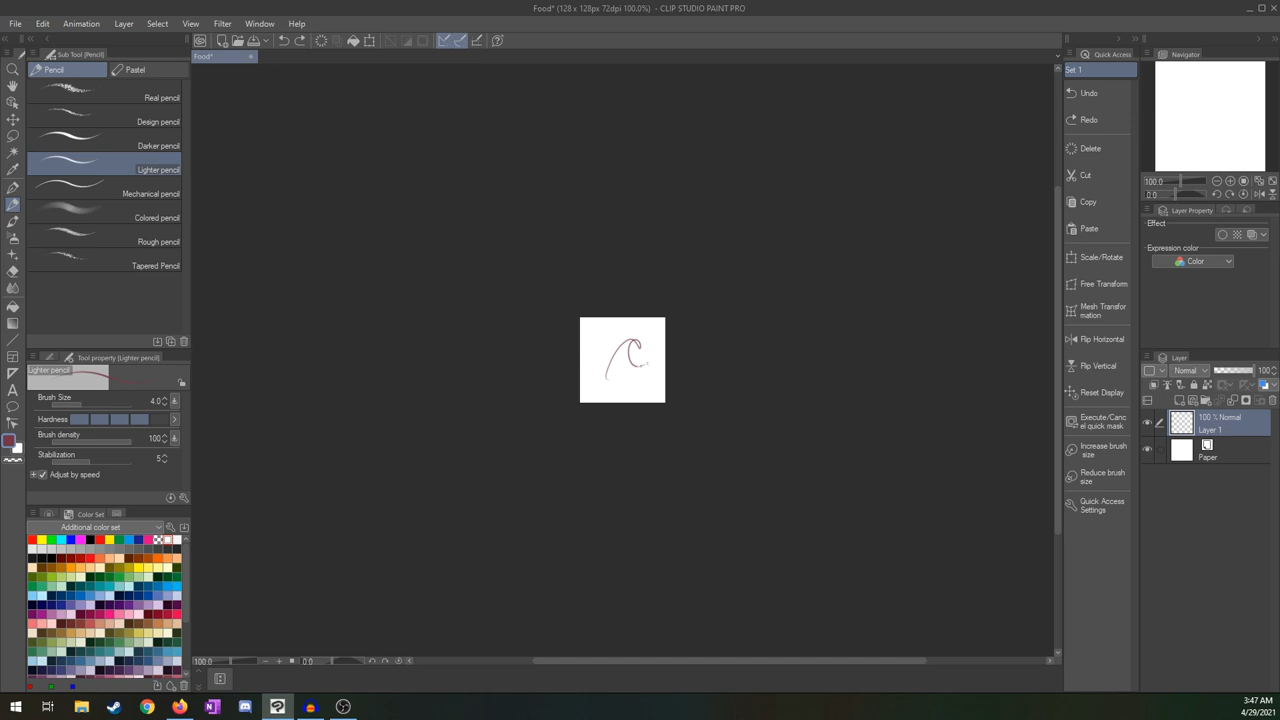 Food* (128 x 128px 72dpi 100.0%) - CLIP STUDIO PAINT PRO
File Edit Animation Layer Select View Filter Window Help
Sub Tool [Pencil]
Pencil Pastel
Real pencil
Design pencil
Darker pencil
Lighter pencil
Mechanical pencil
Colored pencil
Rough pencil
Tapered Pencil
Tool property [Lighter pencil]
Lighter pencil
Brush Size 4.0
Hardness
Brush density 100
Stabilization 5
Adjust by speed
Color Set
Additional color set
Food*
100.0 0.0
Quick Access
Set 1
Undo
Redo
Delete
Cut
Copy
Paste
Scale/Rotate
Free Transform
Mesh Transfor
mation
Flip Horizontal
Flip Vertical
Reset Display
Execute/Canc
el quick mask
Increase brush
size
Reduce brush
size
Quick Access
Settings
Navigator
100.0
0.0
Layer Property
Effect
Expression color
Color
Layer
Normal 100
100 % Normal
Layer 1
Paper
3:47 AM
4/29/2021